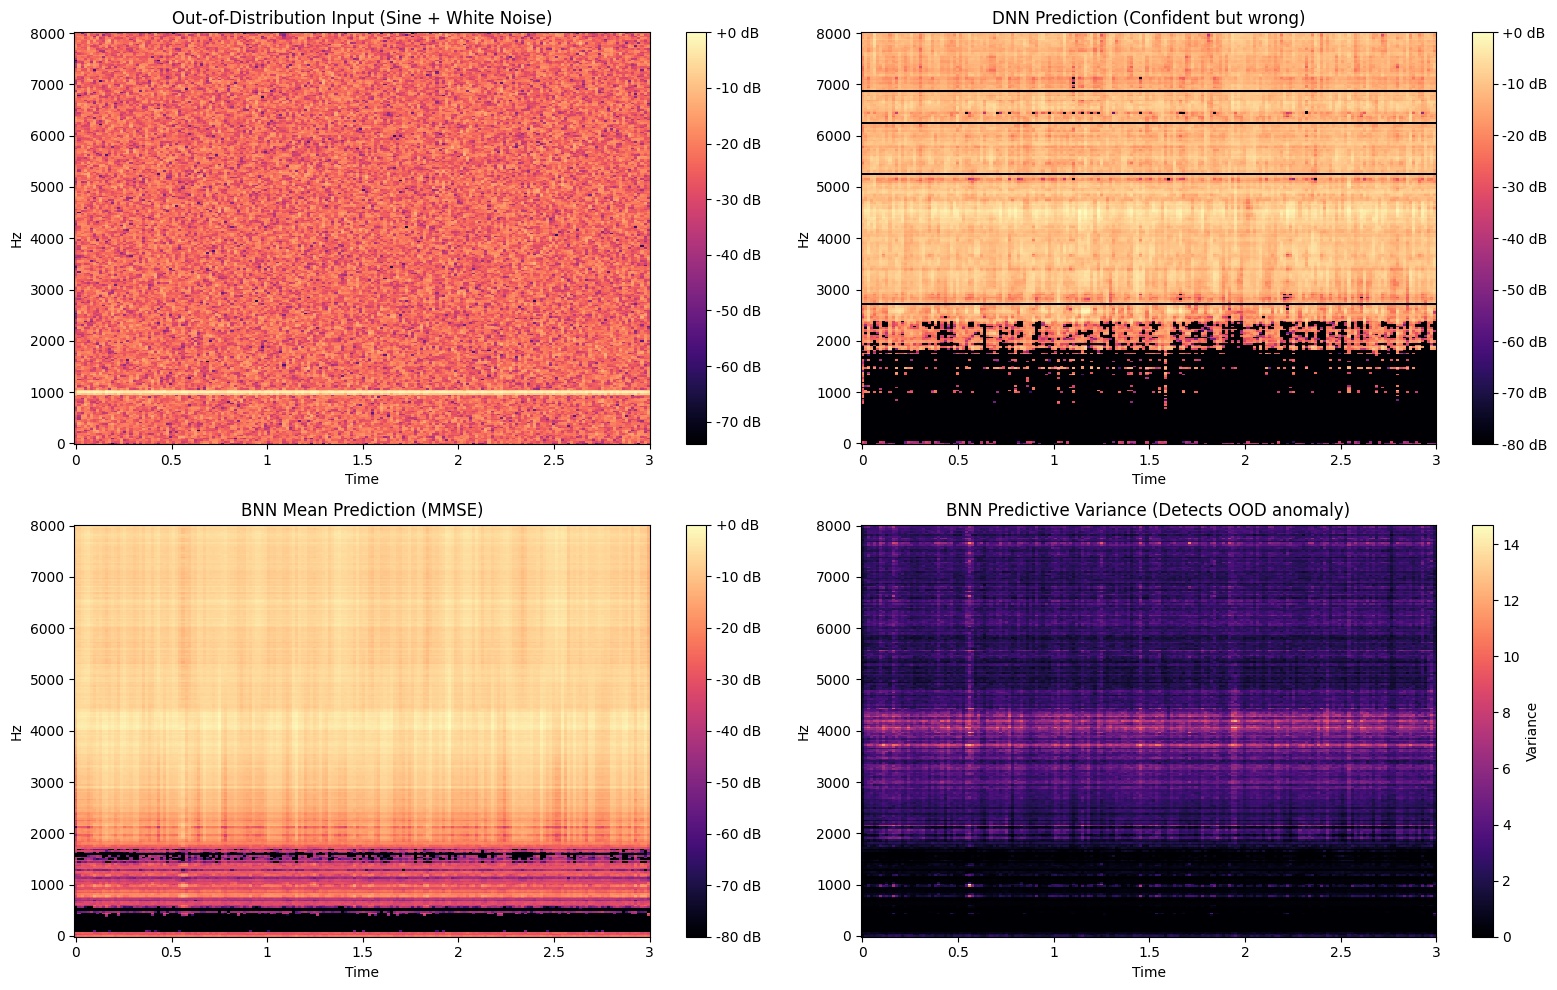 Out-of-Distribution Input (Sine + White Noise)
8000
7000
6000
5000
4000
3000
2000
1000
0
Hz
0
0.5
1
1.5
2
2.5
3
Time
+0 dB
-10 dB
-20 dB
-30 dB
-40 dB
-50 dB
-60 dB
-70 dB
DNN Prediction (Confident but wrong)
8000
7000
6000
5000
4000
3000
2000
1000
0
Hz
0
0.5
1
1.5
2
2.5
3
Time
+0 dB
-10 dB
-20 dB
-30 dB
-40 dB
-50 dB
-60 dB
-70 dB
-80 dB
BNN Mean Prediction (MMSE)
8000
7000
6000
5000
4000
3000
2000
1000
0
Hz
0
0.5
1
1.5
2
2.5
3
Time
+0 dB
-10 dB
-20 dB
-30 dB
-40 dB
-50 dB
-60 dB
-70 dB
-80 dB
BNN Predictive Variance (Detects OOD anomaly)
8000
7000
6000
5000
4000
3000
2000
1000
0
Hz
0
0.5
1
1.5
2
2.5
3
Time
14
12
10
8
6
4
2
0
Variance